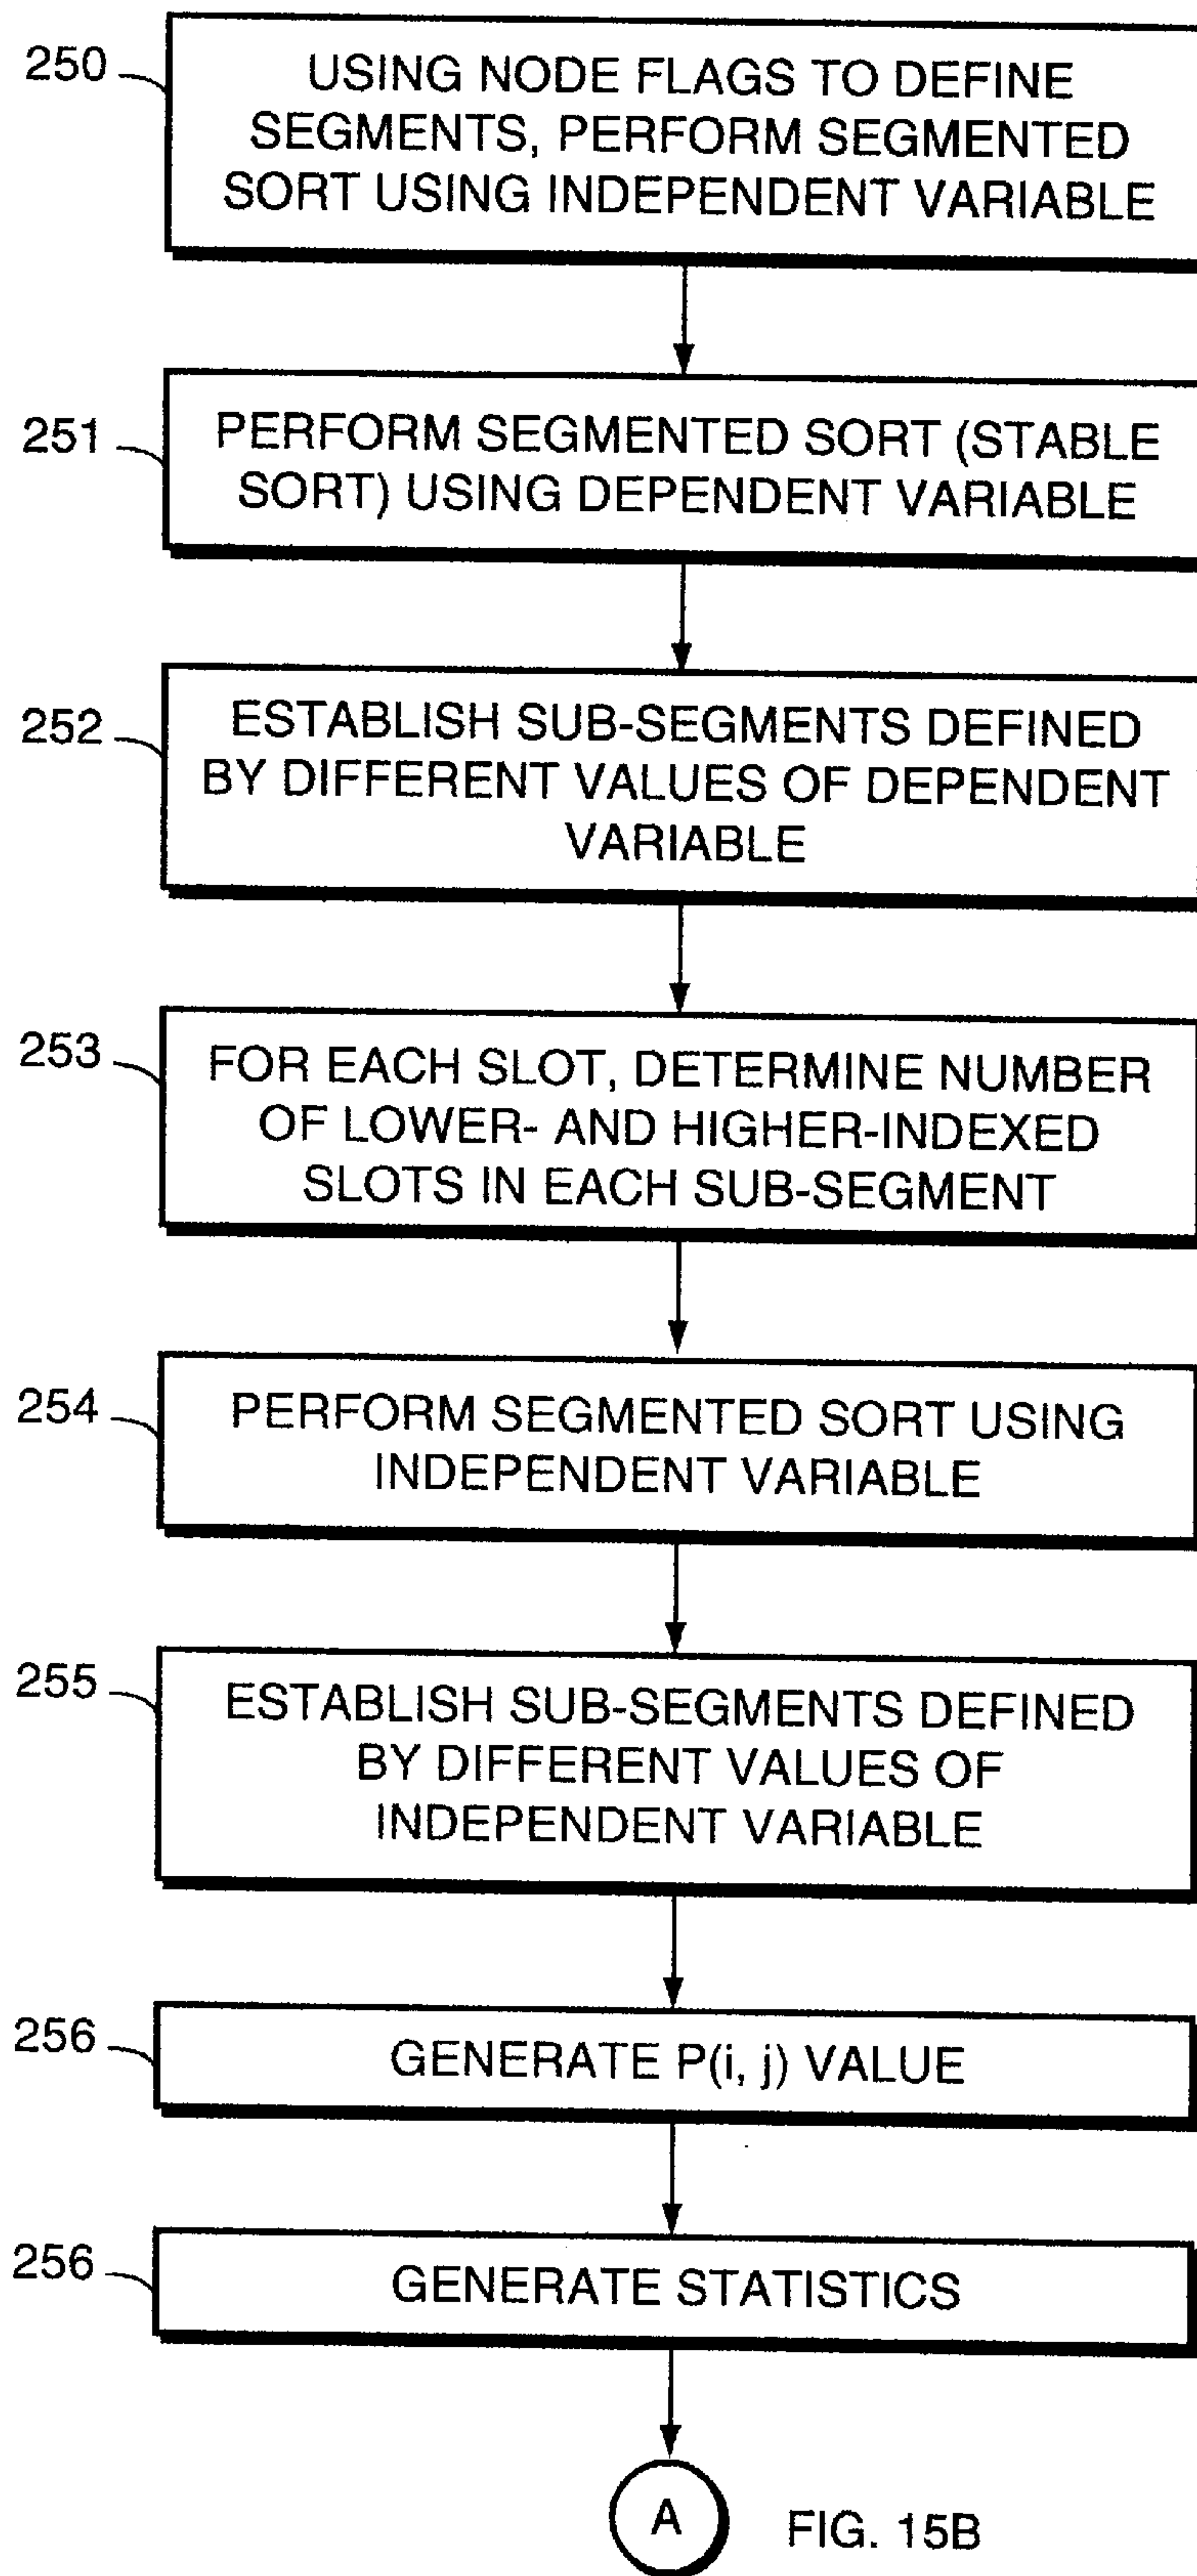 250
USING NODE FLAGS TO DEFINE
SEGMENTS, PERFORM SEGMENTED
SORT USING INDEPENDENT VARIABLE
251
PERFORM SEGMENTED SORT (STABLE
SORT) USING DEPENDENT VARIABLE
252
ESTABLISH SUB-SEGMENTS DEFINED
BY DIFFERENT VALUES OF DEPENDENT
VARIABLE
253
FOR EACH SLOT, DETERMINE NUMBER
OF LOWER- AND HIGHER-INDEXED
SLOTS IN EACH SUB-SEGMENT
254
PERFORM SEGMENTED SORT USING
INDEPENDENT VARIABLE
255
ESTABLISH SUB-SEGMENTS DEFINED
BY DIFFERENT VALUES OF
INDEPENDENT VARIABLE
256
GENERATE P(i, j) VALUE
256
GENERATE STATISTICS
A
FIG. 15B